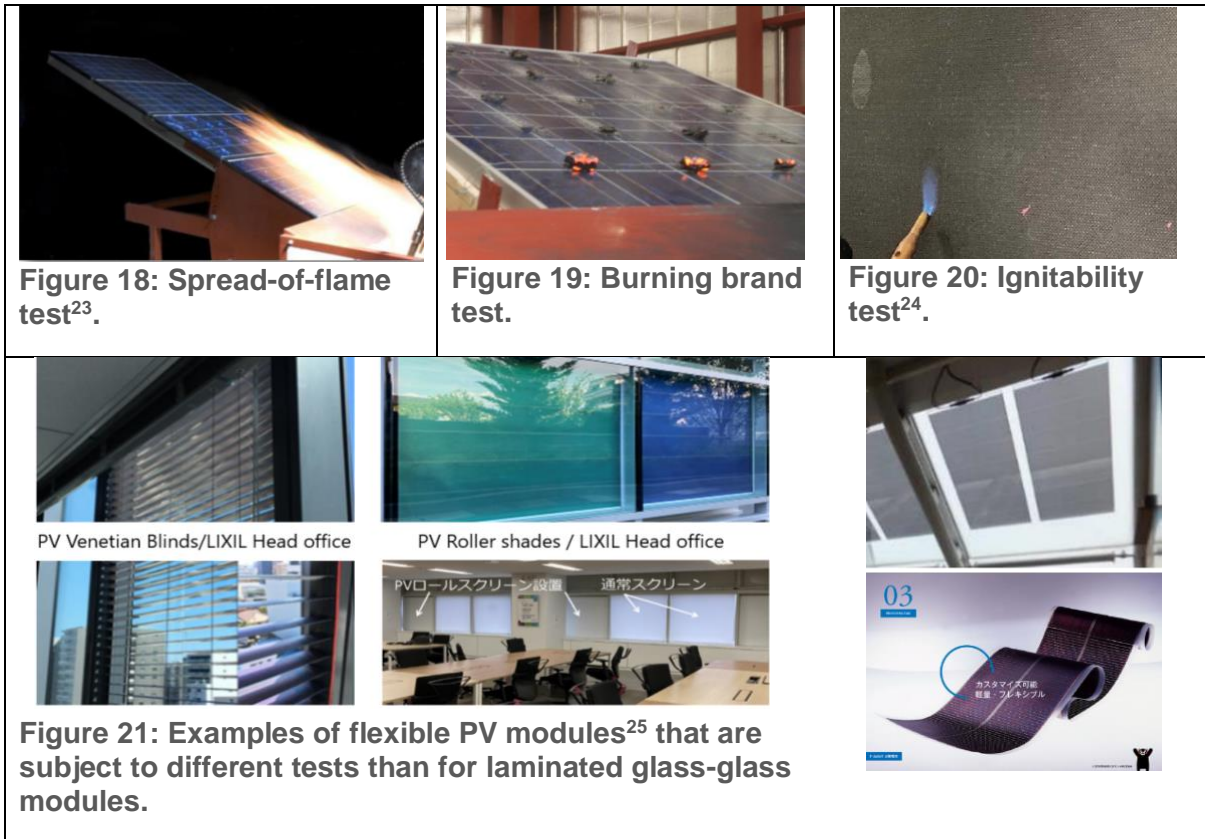 Figure 18: Spread-of-flame
test23.
Figure 19: Burning brand
test.
Figure 20: Ignitability
test24.
PV Venetian Blinds/LIXIL Head office
PV Roller shades / LIXIL Head office
PVロールスクリーン設置
通常スクリーン
03
カスタマイズ可能
軽量・フレキシブル
Figure 21: Examples of flexible PV modules25 that are
subject to different tests than for laminated glass-glass
modules.